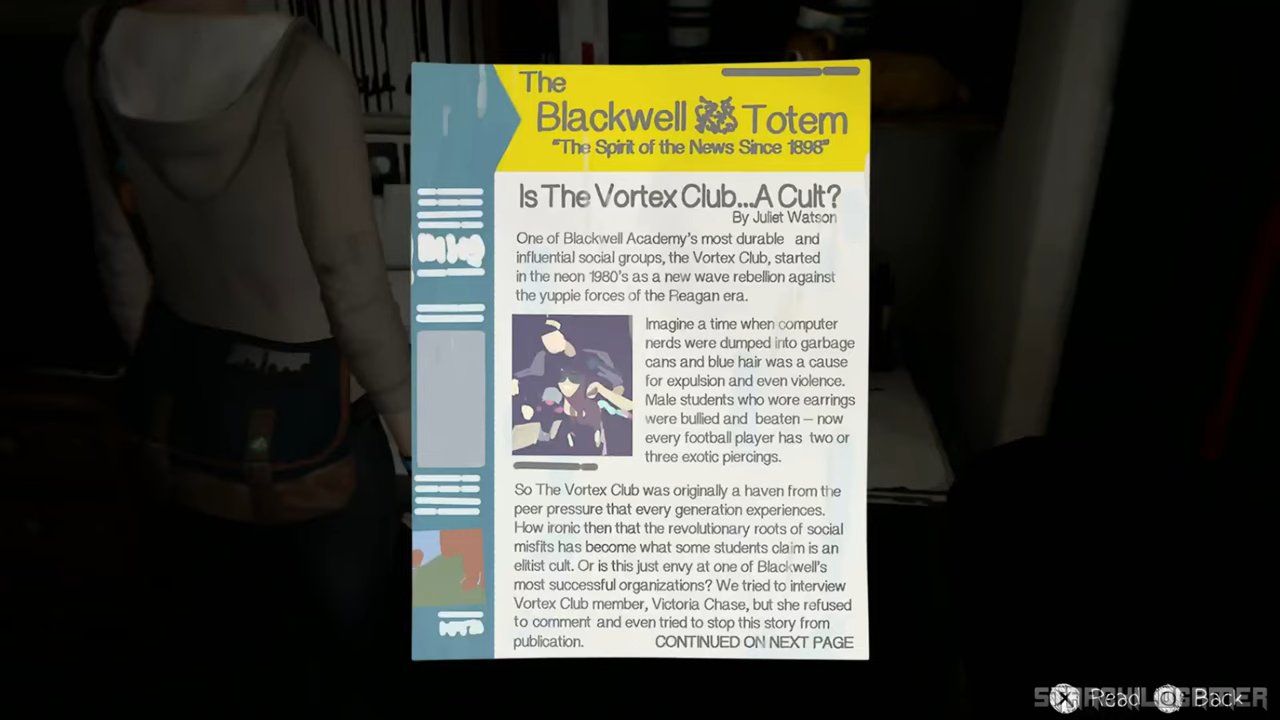 The
Blackwell Totem
"The Spirit of the News Since 1898"
Is The Vortex Club...A Cult?
By Juliet Watson
One of Blackwell Academy's most durable and
influential social groups, the Vortex Club, started
in the neon 1980's as a new wave rebellion against
the yuppie forces of the Reagan era.
Imagine a time when computer
nerds were dumped into garbage
cans and blue hair was a cause
for expulsion and even violence.
Male students who wore earrings
were bullied and beaten – now
every football player has two or
three exotic piercings.
So The Vortex Club was originally a haven from the
peer pressure that every generation experiences.
How ironic then that the revolutionary roots of social
misfits has become what some students claim is an
elitist cult. Or is this just envy at one of Blackwell's
most successful organizations? We tried to interview
Vortex Club member, Victoria Chase, but she refused
to comment and even tried to stop this story from
publication. CONTINUED ON NEXT PAGE
Read Back